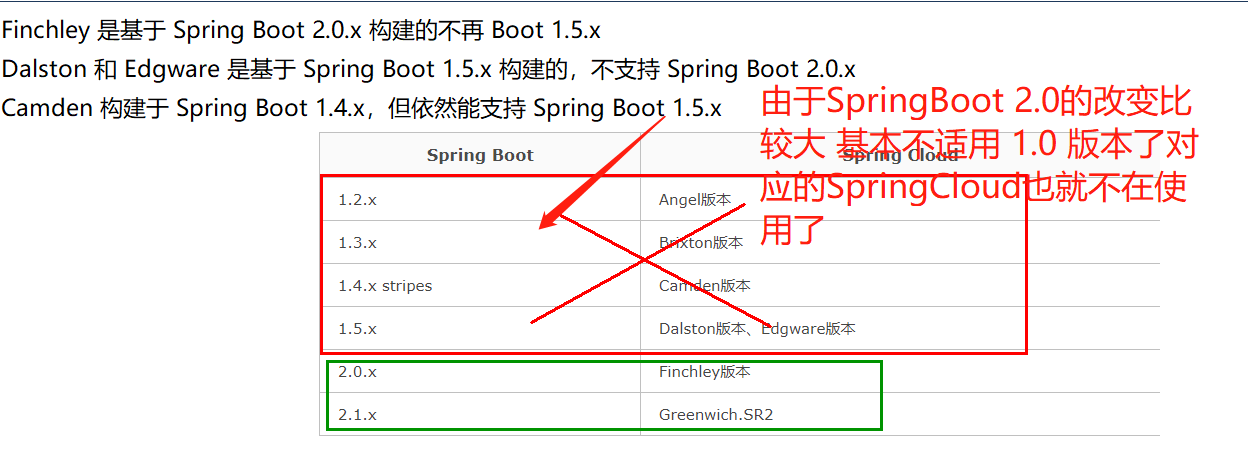 Finchley 是基于 Spring Boot 2.0.x 构建的不再 Boot 1.5.x
Dalston 和 Edgware 是基于 Spring Boot 1.5.x 构建的，不支持 Spring Boot 2.0.x
Camden 构建于 Spring Boot 1.4.x，但依然能支持 Spring Boot 1.5.x
由于SpringBoot 2.0的改变比
较大 基本不适用 1.0 版本了对
应的SpringCloud也就不在使
用了
Spring Boot Spring Cloud
1.2.x Angel版本
1.3.x Brixton版本
1.4.x stripes Camden版本
1.5.x Dalston版本、Edgware版本
2.0.x Finchley版本
2.1.x Greenwich.SR2